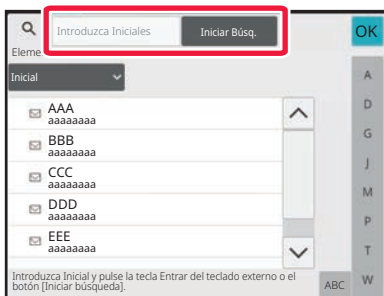 Introduzca Iniciales
Iniciar Búsq.
OK
Eleme
Inicial
AAA
aaaaaaaa
BBB
aaaaaaaa
CCC
aaaaaaaa
DDD
aaaaaaaa
EEE
aaaaaaaa
A
D
G
J
M
P
T
W
ABC
Introduzca Inicial y pulse la tecla Entrar del teclado externo o el
botón [Iniciar búsqueda].